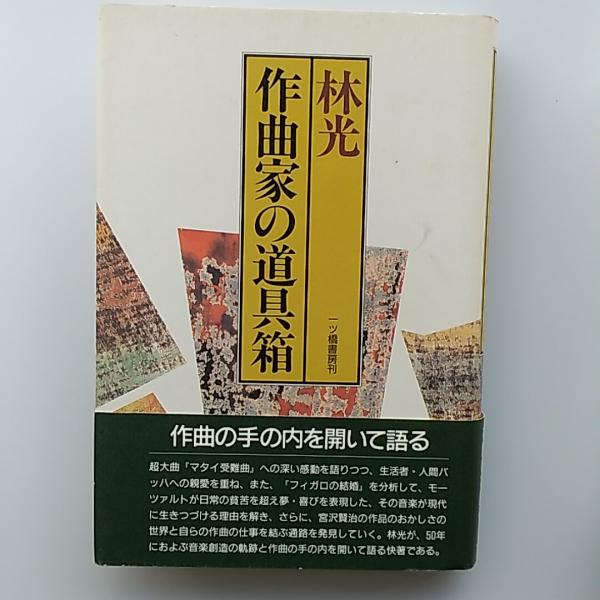 林光
作曲家の道具箱
一ツ橋書房刊
作曲の手の内を開いて語る
超大曲「マタイ受難曲」への深い感動を語りつつ、生活者・人間バ
ッハへの親愛を重ね、また、「フィガロの結婚」を分析して、モー
ツァルトが日常の貧苦を超え夢・喜びを表現した、その音楽が現代
に生きつづける理由を解き、さらに、宮沢賢治の作品のおかしさの
世界と自らの作曲の仕事を結ぶ通路を発見していく。林光が、50年
におよぶ音楽創造の軌跡と作曲の手の内を開いて語る快著である。